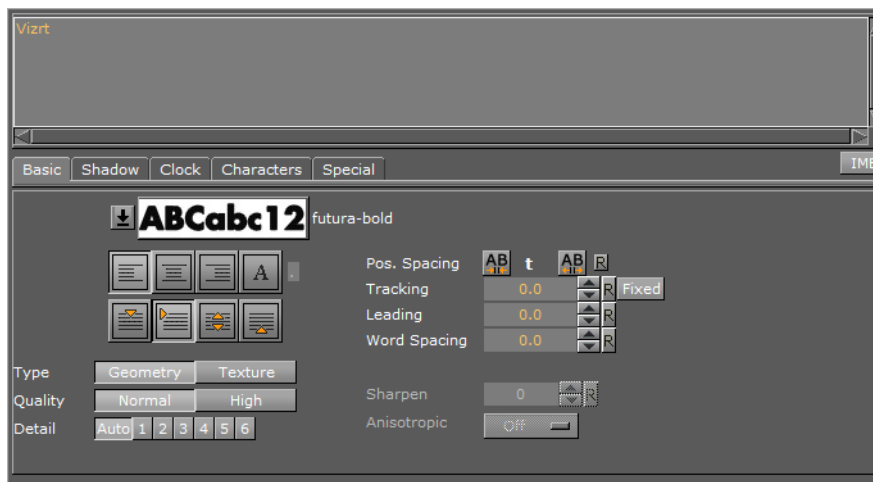 Vizrt
Basic Shadow Clock Characters Special
ABCabc12 futura-bold
A .
Pos. Spacing AB t AB R
Tracking 0.0 R Fixed
Leading 0.0 R
Word Spacing 0.0 R
Type Geometry Texture
Quality Normal High
Sharpen 0 R
Detail Auto 1 2 3 4 5 6
Anisotropic Off